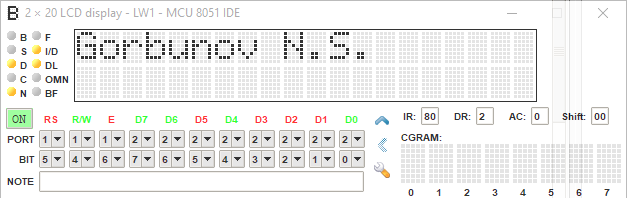 2 × 20 LCD display - LW1 - MCU 8051 IDE
Gorbunov N.S.
B F
S I/D
D DL
C OMN
N BF
ON RS R/W E D7 D6 D5 D4 D3 D2 D1 D0
PORT 1 1 1 2 2 2 2 2 2 2 2
BIT 5 4 6 7 6 5 4 3 2 1 0
NOTE
IR: 80 DR: 2 AC: 0 Shift: 00
CGRAM:
0 1 2 3 4 5 6 7